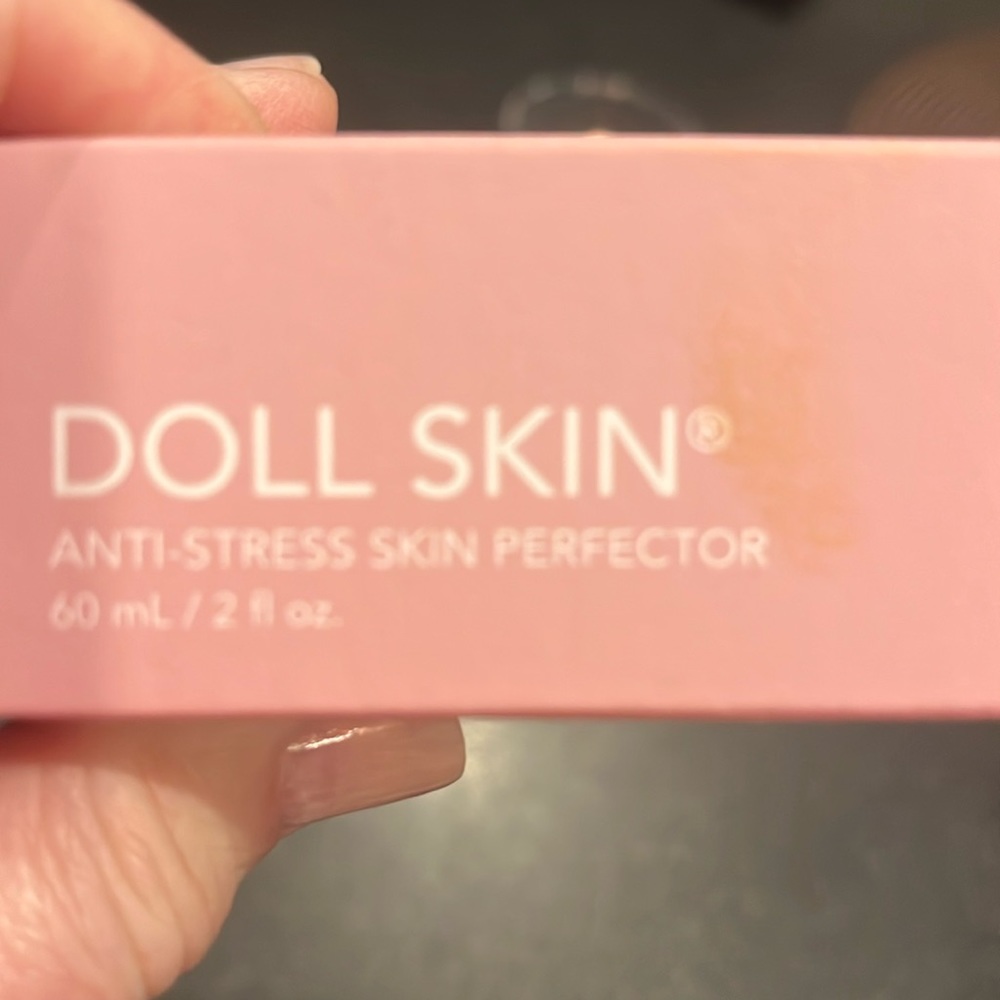 DOLL SKIN®
ANTI-STRESS SKIN PERFECTOR
60 mL / 2 fl oz.